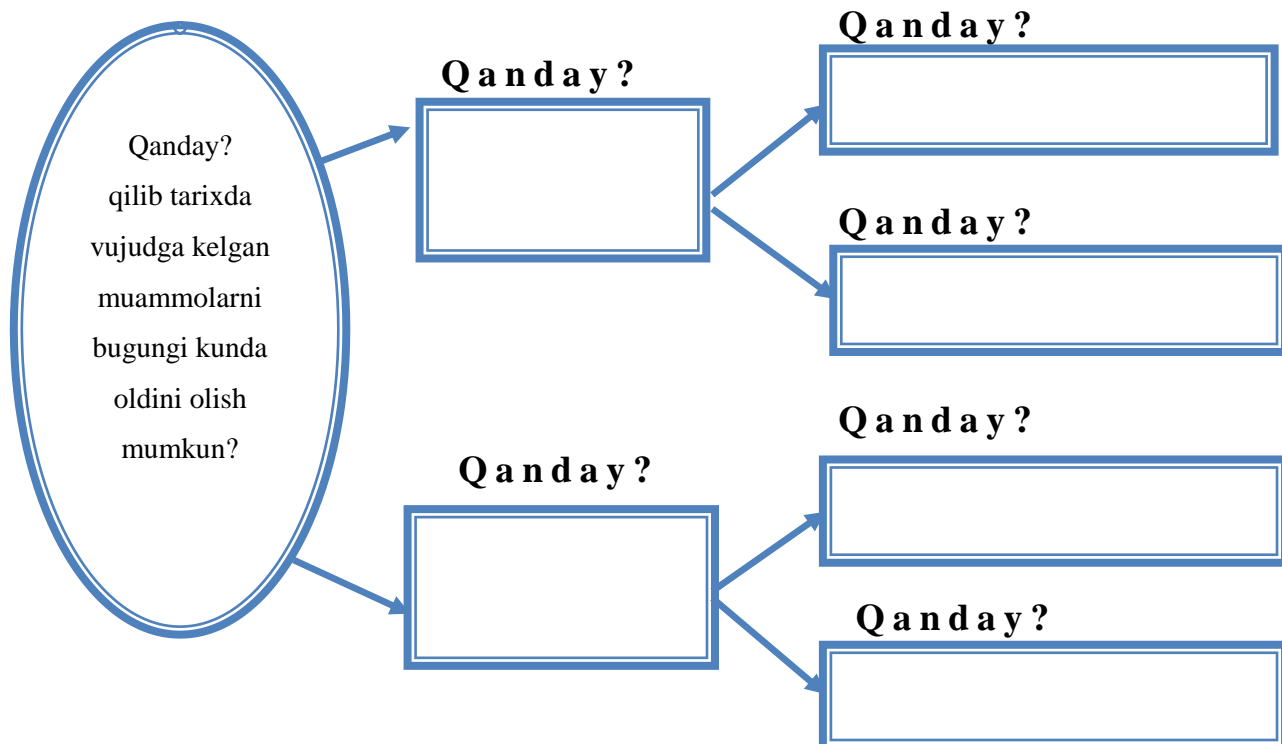 Qanday?
qilib tarixda
vujudga kelgan
muammolarni
bugungi kunda
oldini olish
mumkun?
Qanday?
Qanday?
Qanday?
Qanday?
Qanday?
Qanday?